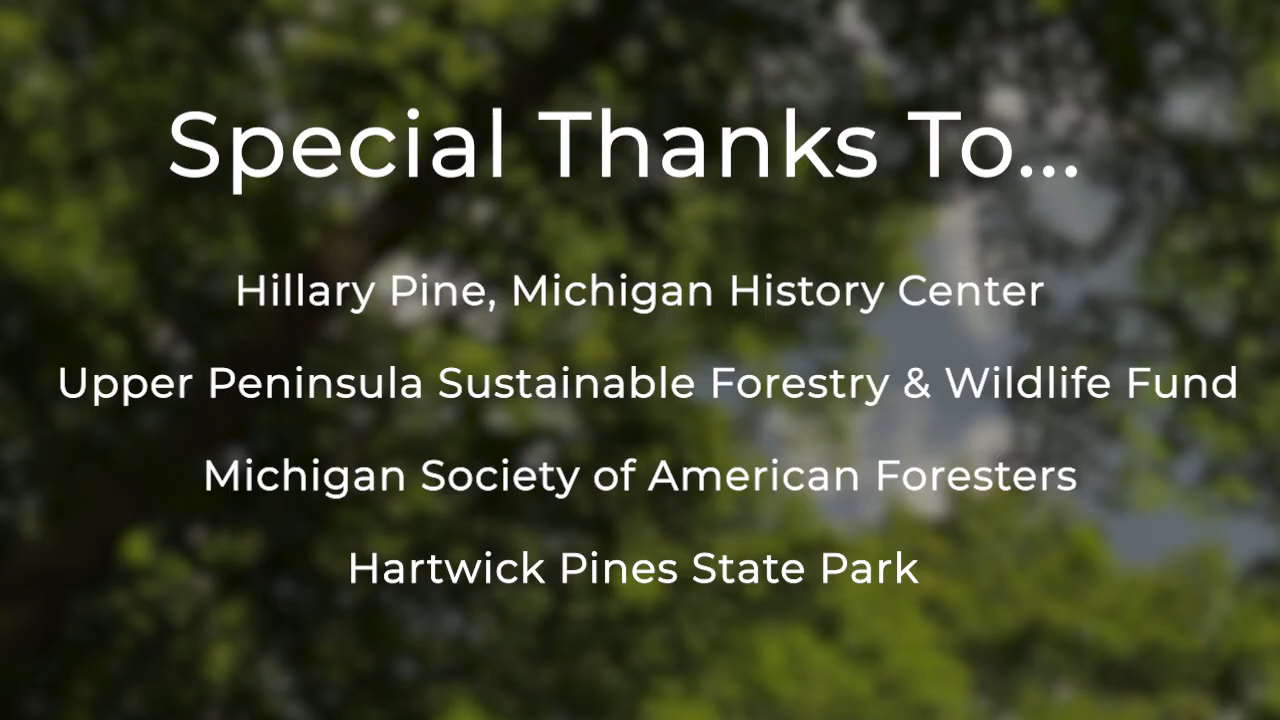 Special Thanks To...
Hillary Pine, Michigan History Center
Upper Peninsula Sustainable Forestry & Wildlife Fund
Michigan Society of American Foresters
Hartwick Pines State Park